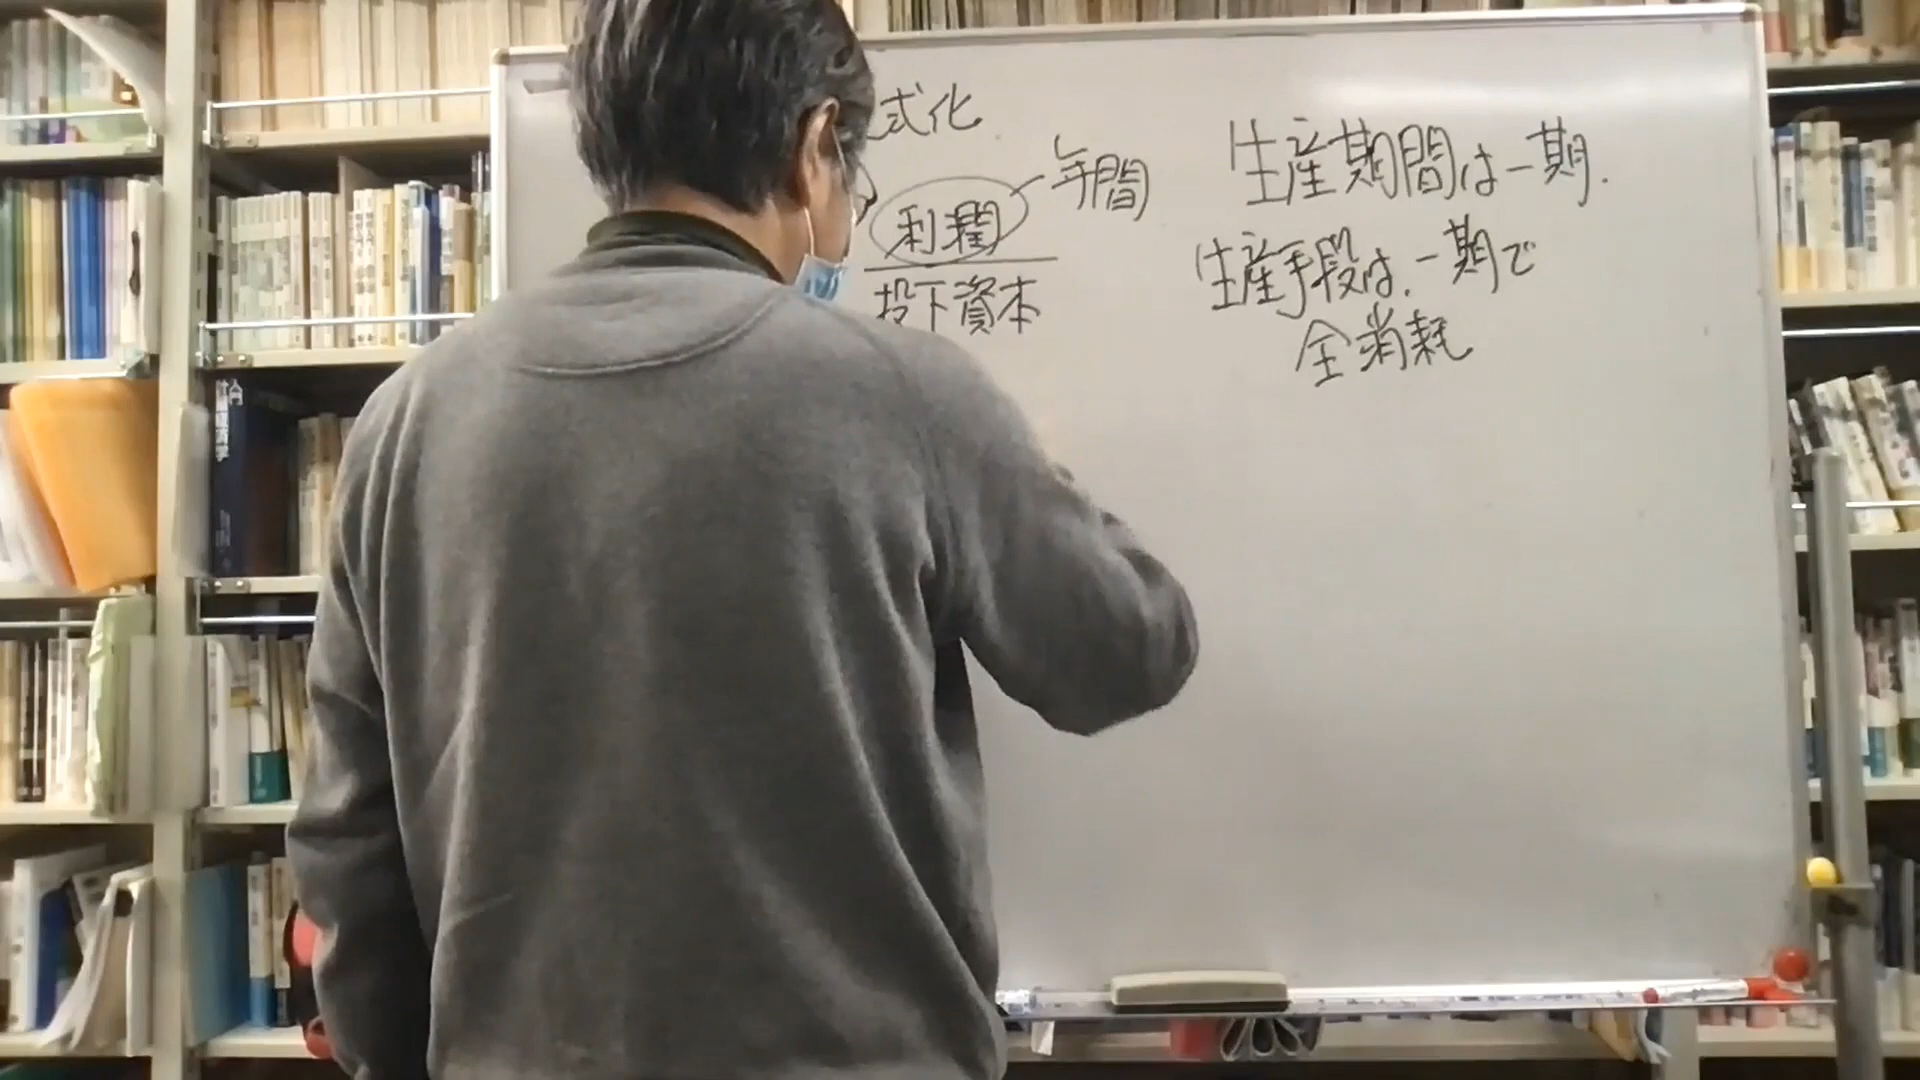 式化
利潤
年間
投下資本
生産期間は一期.
生産手段は、一期で
全消耗